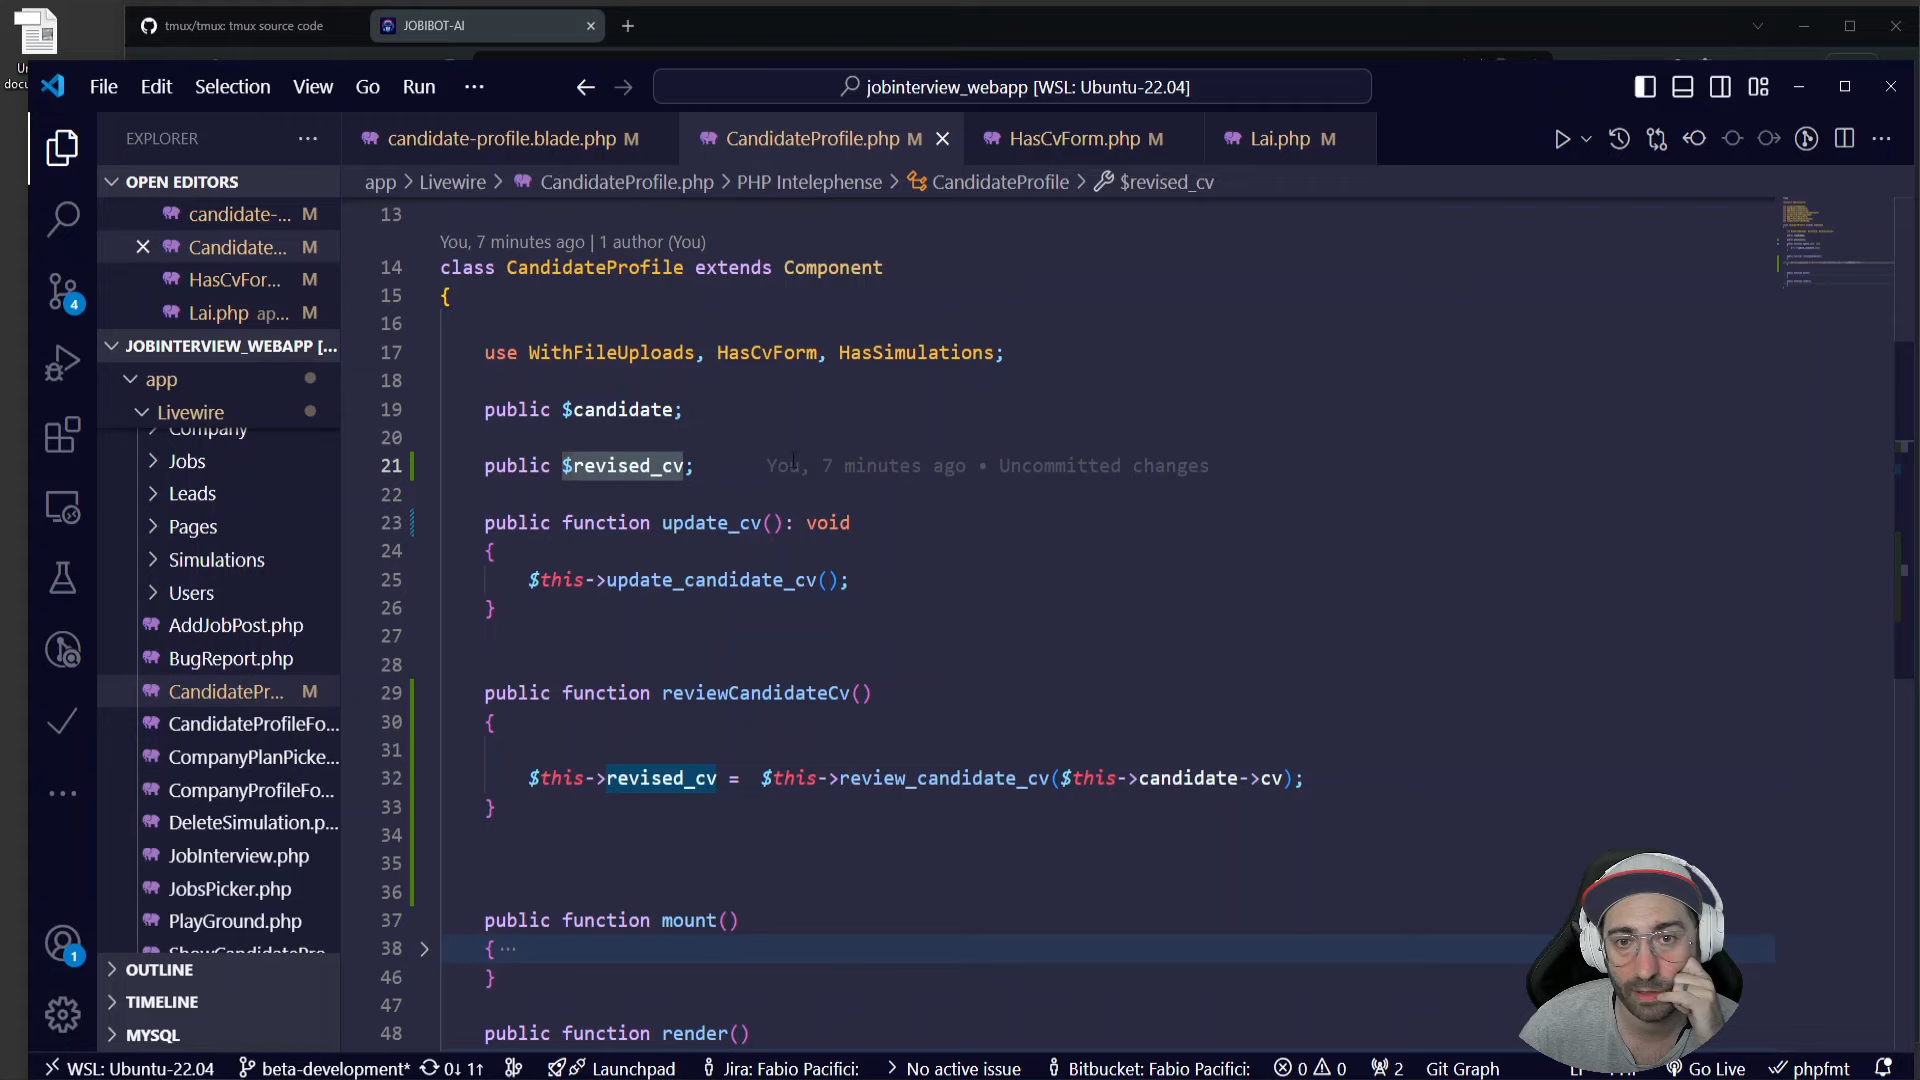 tmux/tmux: tmux source code
JOBIBOT-AI
File Edit Selection View Go Run ···
jobinterview_webapp [WSL: Ubuntu-22.04]
EXPLORER
candidate-profile.blade.php M
CandidateProfile.php M
HasCvForm.php M
Lai.php M
OPEN EDITORS
candidate-... M
Candidate... M
HasCvFor... M
Lai.php ap... M
JOBINTERVIEW_WEBAPP [...
app
Livewire
Company
Jobs
Leads
Pages
Simulations
Users
AddJobPost.php
BugReport.php
CandidatePr... M
CandidateProfileFo...
CompanyPlanPicke...
CompanyProfileFo...
DeleteSimulation.p...
JobInterview.php
JobsPicker.php
PlayGround.php
ShowCandidatePro
OUTLINE
TIMELINE
MYSQL
4
1
app > Livewire > CandidateProfile.php > PHP Intelephense > CandidateProfile > $revised_cv
13
You, 7 minutes ago | 1 author (You)
14 class CandidateProfile extends Component
15 {
16
17 use WithFileUploads, HasCvForm, HasSimulations;
18
19 public $candidate;
20
21 public $revised_cv; You, 7 minutes ago • Uncommitted changes
22
23 public function update_cv(): void
24 {
25 $this->update_candidate_cv();
26 }
27
28
29 public function reviewCandidateCv()
30 {
31
32 $this->revised_cv = $this->review_candidate_cv($this->candidate->cv);
33 }
34
35
36
37 public function mount()
38 { ···
46 }
47
48 public function render()
WSL: Ubuntu-22.04 beta-development* 0↓ 1↑ Launchpad Jira: Fabio Pacifici: No active issue Bitbucket: Fabio Pacifici: 0 0 2 Git Graph Go Live phpfmt